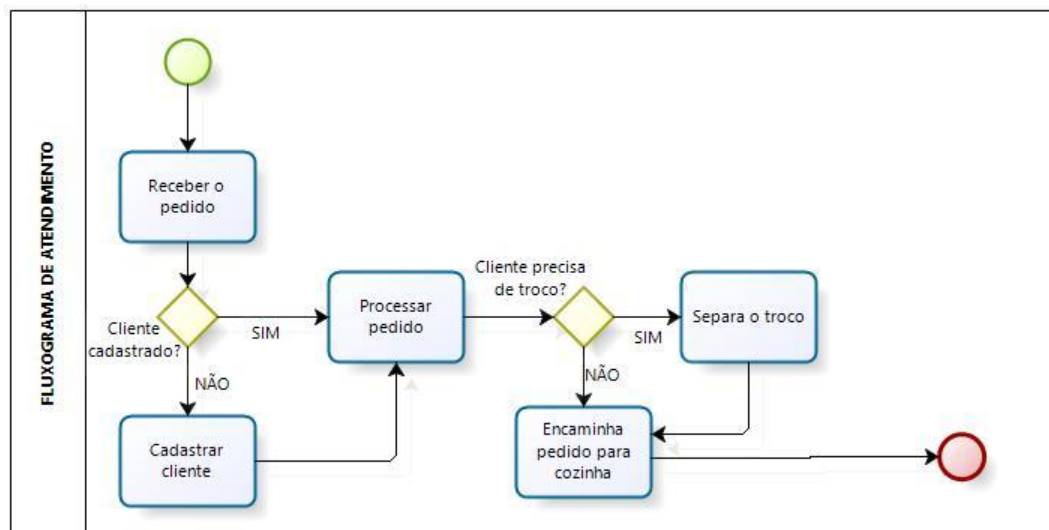 FLUXOGRAMA DE ATENDIMENTO
Receber o
pedido
Cliente
cadastrado?
SIM
NÃO
Cadastrar
cliente
Processar
pedido
Cliente precisa
de troco?
SIM
NÃO
Separa o troco
Encaminha
pedido para
cozinha